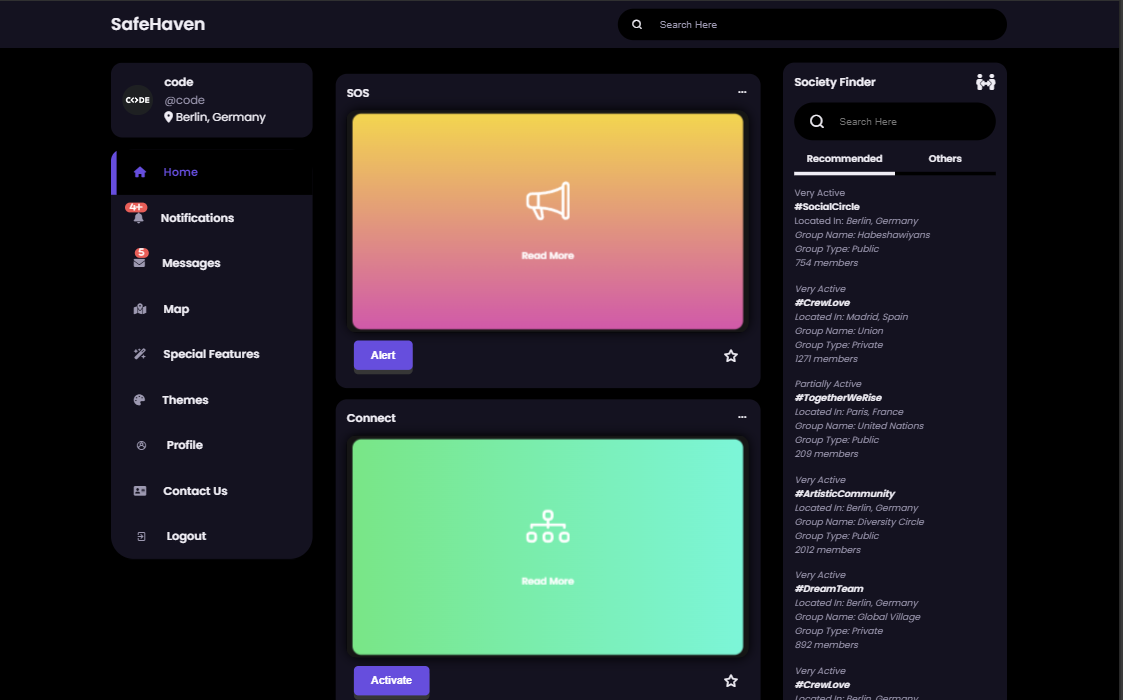 SafeHaven
Search Here
C<>DE
code
@code
Berlin, Germany
Home
4+
Notifications
5
Messages
Map
Special Features
Themes
Profile
Contact Us
Logout
SOS
Read More
Alert
Connect
Read More
Activate
Society Finder
Search Here
Recommended
Others
Very Active
#SocialCircle
Located In: Berlin, Germany
Group Name: Habeshawiyans
Group Type: Public
754 members
Very Active
#CrewLove
Located In: Madrid, Spain
Group Name: Union
Group Type: Private
1271 members
Partially Active
#TogetherWeRise
Located In: Paris, France
Group Name: United Nations
Group Type: Public
209 members
Very Active
#ArtisticCommunity
Located In: Berlin, Germany
Group Name: Diversity Circle
Group Type: Public
2012 members
Very Active
#DreamTeam
Located In: Berlin, Germany
Group Name: Global Village
Group Type: Private
892 members
Very Active
#CrewLove
Located In: Berlin, Germany